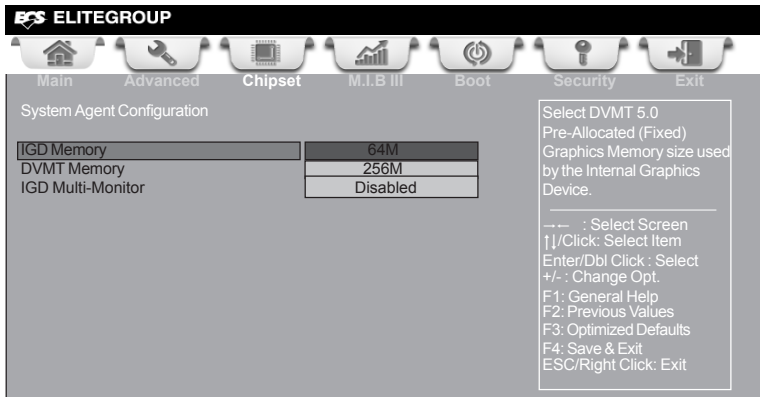 ECS ELITEGROUP
Main Advanced Chipset M.I.B III Boot Security Exit
System Agent Configuration
IGD Memory 64M
DVMT Memory 256M
IGD Multi-Monitor Disabled
Select DVMT 5.0
Pre-Allocated (Fixed)
Graphics Memory size used
by the Internal Graphics
Device.
→← : Select Screen
↑↓/Click: Select Item
Enter/Dbl Click : Select
+/- : Change Opt.
F1: General Help
F2: Previous Values
F3: Optimized Defaults
F4: Save & Exit
ESC/Right Click: Exit